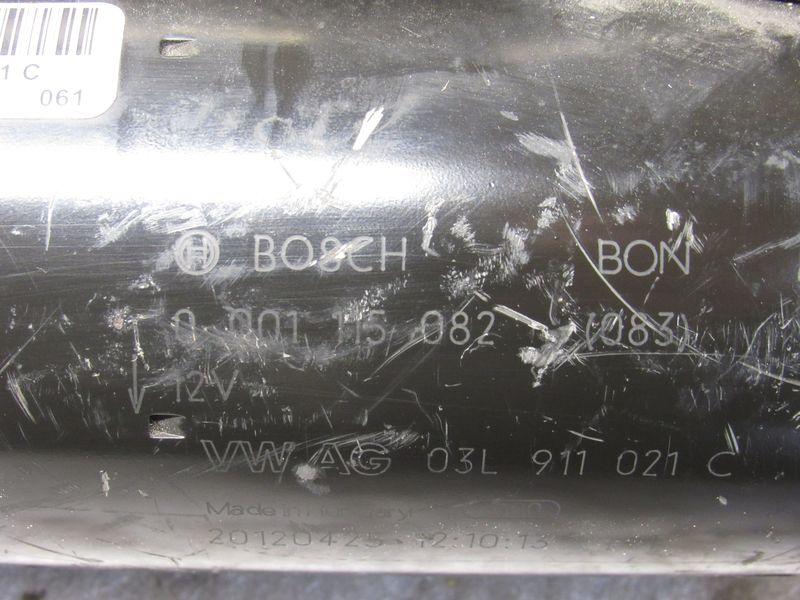 1 C
061
BOSCH BON
0 001 115 082 (083)
12V
VW AG 03L 911 021 C
Made in Hungary
20120425 12:10:13